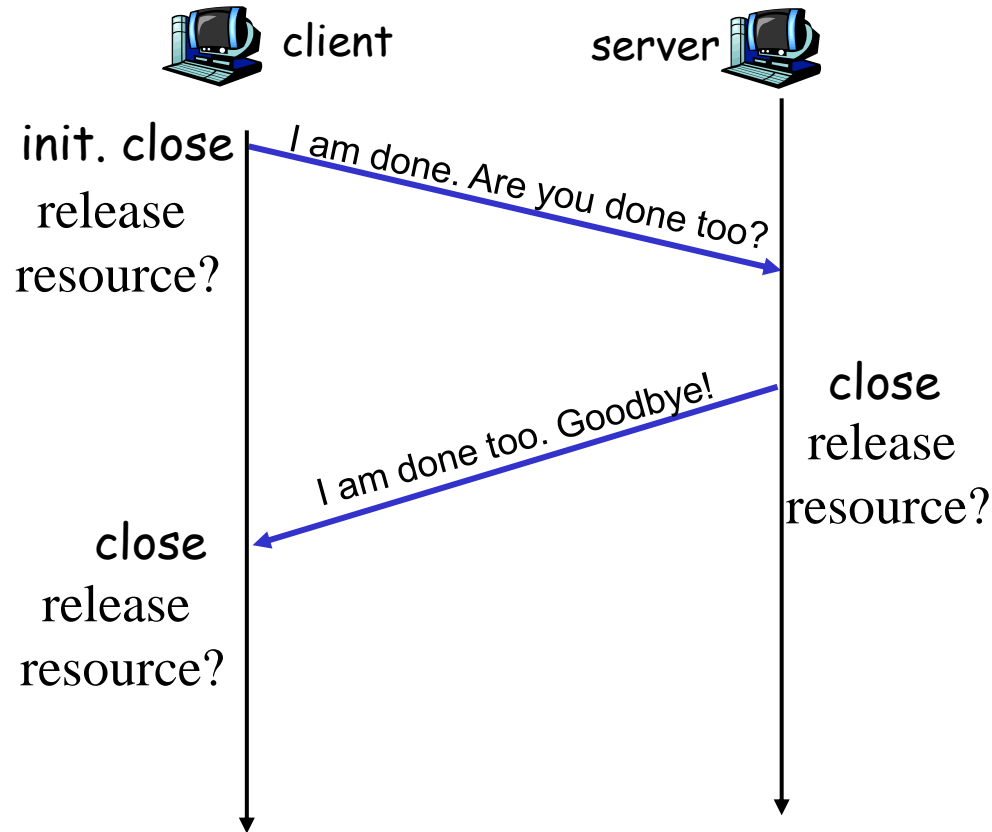 client
server
init. close
I am done. Are you done too?
release
resource?
close
I am done too. Goodbye!
release
resource?
close
release
resource?